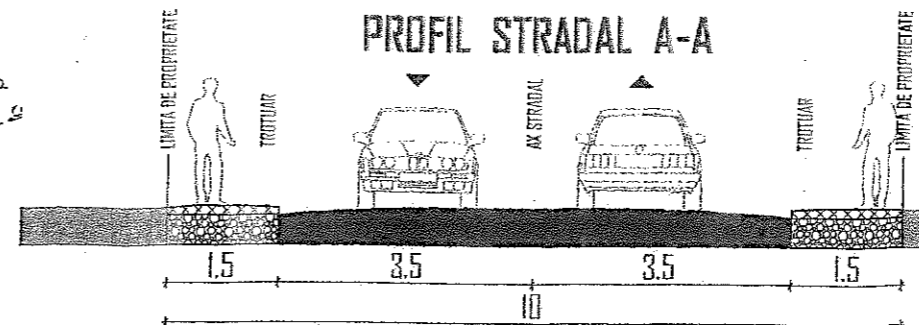 PROFIL STRADAL A-A
LIMITA DE PROPRIETATE
TROTUAR
AX STRADAL
TROTUAR
LIMITA DE PROPRIETATE
1.5 3.5 3.5 1.5
10